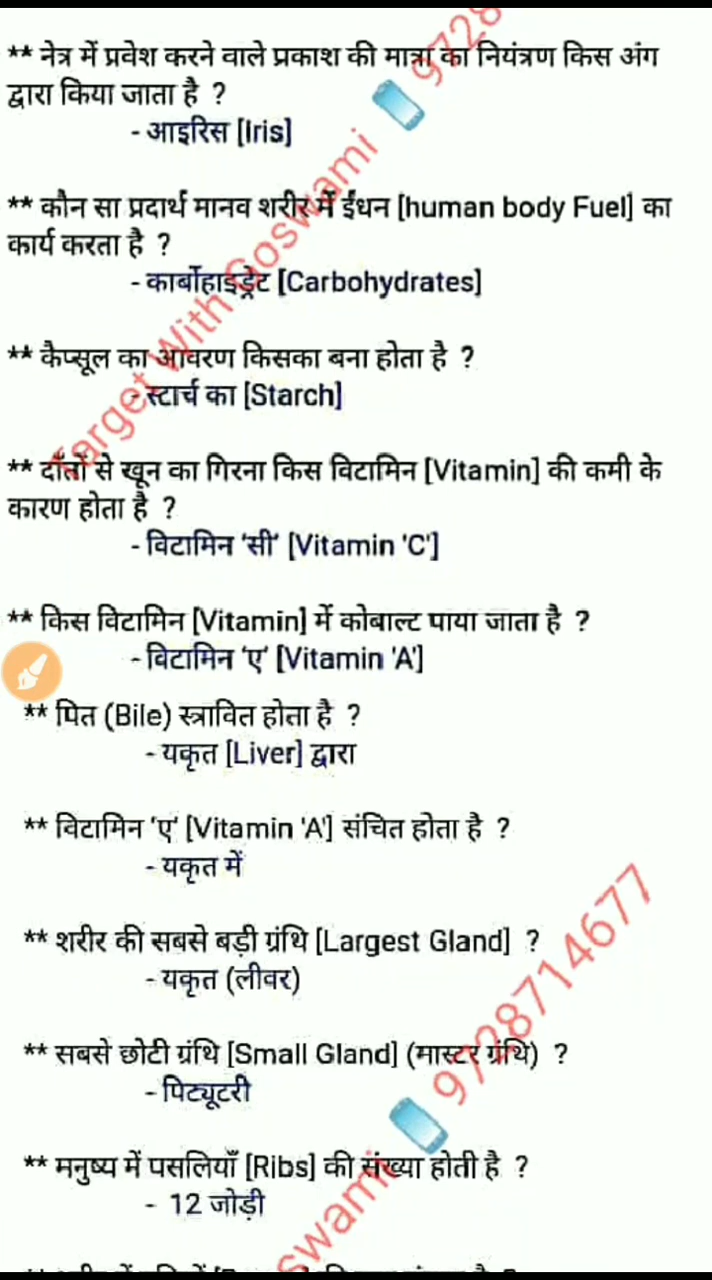 ** नेत्र में प्रवेश करने वाले प्रकाश की मात्रा का नियंत्रण किस अंग
द्वारा किया जाता है ?
- आइरिस [Iris]
** कौन सा प्रदार्थ मानव शरीर में ईंधन [human body Fuel] का
कार्य करता है ?
- कार्बोहाइड्रेट [Carbohydrates]
** कैप्सूल का आवरण किसका बना होता है ?
- स्टार्च का [Starch]
** दाँतों से खून का गिरना किस विटामिन [Vitamin] की कमी के
कारण होता है ?
- विटामिन ‘सी’ [Vitamin 'C']
** किस विटामिन [Vitamin] में कोबाल्ट पाया जाता है ?
- विटामिन ‘ए’ [Vitamin 'A']
** पित (Bile) स्त्रावित होता है ?
- यकृत [Liver] द्वारा
** विटामिन ‘ए’ [Vitamin 'A'] संचित होता है ?
- यकृत में
** शरीर की सबसे बड़ी ग्रंथि [Largest Gland] ?
- यकृत (लीवर)
** सबसे छोटी ग्रंथि [Small Gland] (मास्टर ग्रंथि) ?
- पिट्यूटरी
** मनुष्य में पसलियाँ [Ribs] की संख्या होती है ?
- 12 जोड़ी
Target With Goswami 9728
swami 9728714677